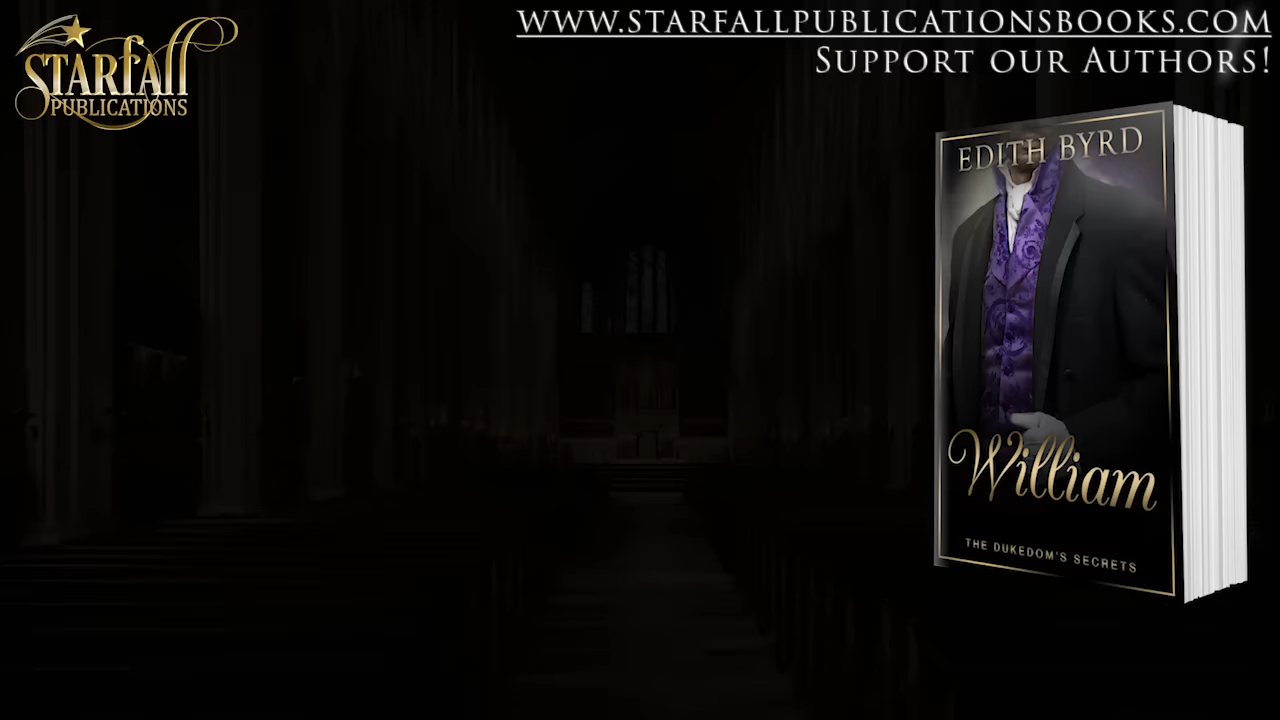 STARfall
PUBLICATIONS
WWW.STARFALLPUBLICATIONSBOOKS.COM
SUPPORT OUR AUTHORS!
EDITH BYRD
William
THE DUKEDOM'S SECRETS